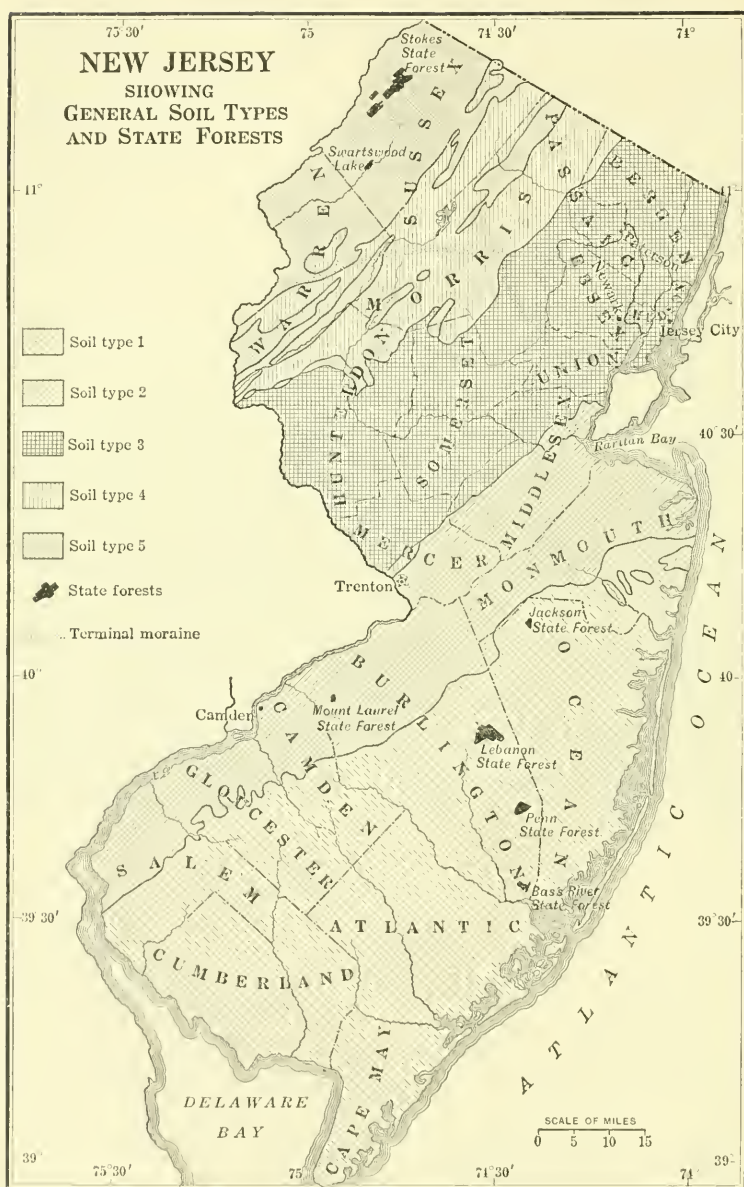 73°30'
75
74°30'
74°
NEW JERSEY
SHOWING
GENERAL SOIL TYPES
AND STATE FORESTS
Stokes
State
Forest
Swartswood
Lake
SUSSEX
PASSAIC
BERGEN
41°
41
WARREN
MORRIS
ESSEX
Paterson
Newark
HUD
Jersey City
Soil type 1
Soil type 2
Soil type 3
Soil type 4
Soil type 5
State forests
Terminal moraine
HUNTERDON
SOMERSET
UNION
MIDDLESEX
40°30'
Raritan Bay
MERCER
MONMOUTH
Trenton
Jackson
State Forest
40°
40
BURLINGTON
OCEAN
Camden
Mount Laurel
State Forest
CAMDEN
Lebanon
State Forest
GLOUCESTER
Penn
State Forest
SALEM
Bass River
State Forest
39°30'
39°30'
ATLANTIC
CUMBERLAND
ATLANTIC OCEAN
CAPE MAY
DELAWARE
BAY
SCALE OF MILES
0 5 10 15
39°
39
75°30'
75
74°30'
74°